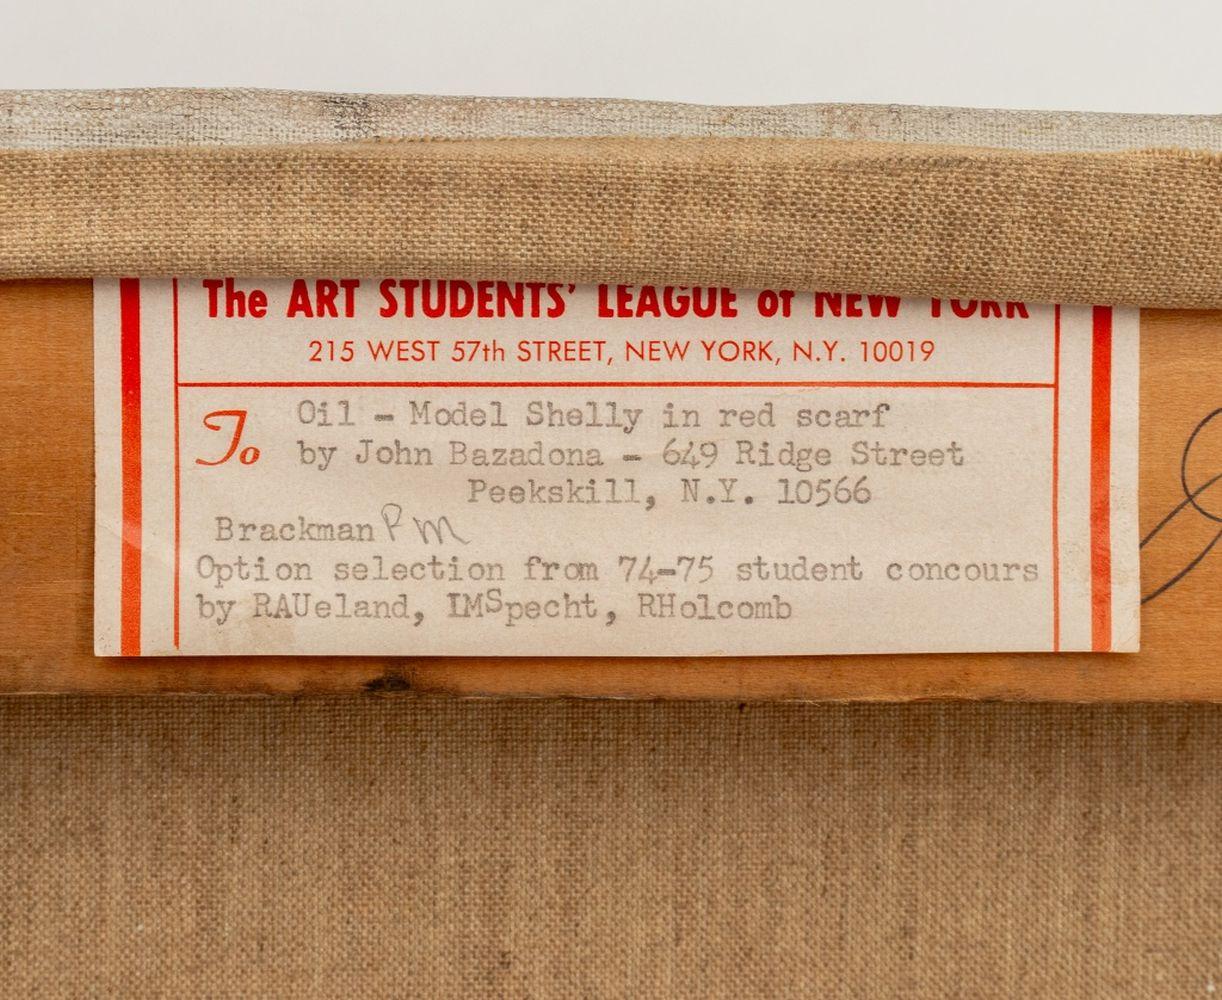 The ART STUDENTS' LEAGUE of NEW YORK
215 WEST 57th STREET, NEW YORK, N.Y. 10019
To Oil - Model Shelly in red scarf
by John Bazadona - 649 Ridge Street
Peekskill, N.Y. 10566
Brackman PM
Option selection from 74-75 student concours
by RAUeland, IMSpecht, RHolcomb